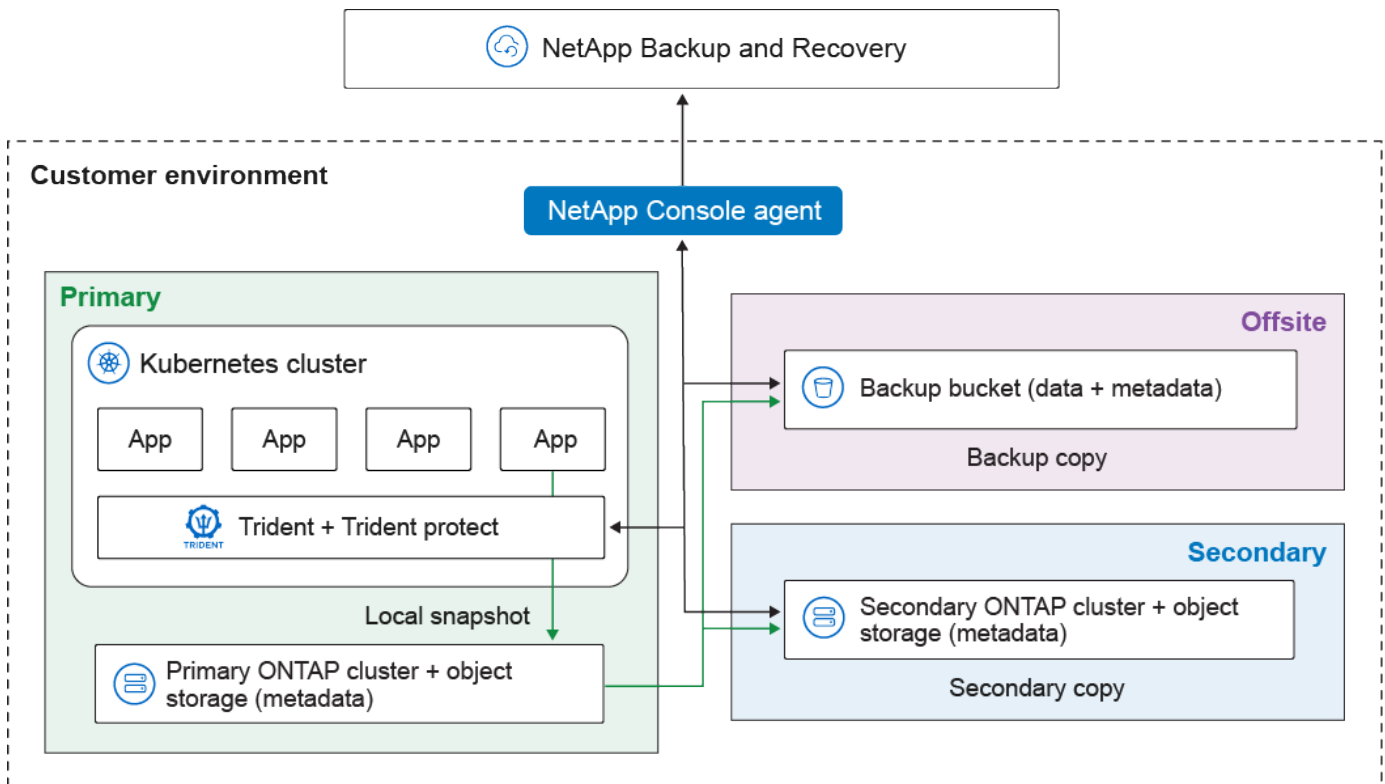 NetApp Backup and Recovery
Customer environment
NetApp Console agent
Primary
Kubernetes cluster
App
App
App
App
TRIDENT
Trident + Trident protect
Local snapshot
Primary ONTAP cluster + object
storage (metadata)
Offsite
Backup bucket (data + metadata)
Backup copy
Secondary
Secondary ONTAP cluster + object
storage (metadata)
Secondary copy